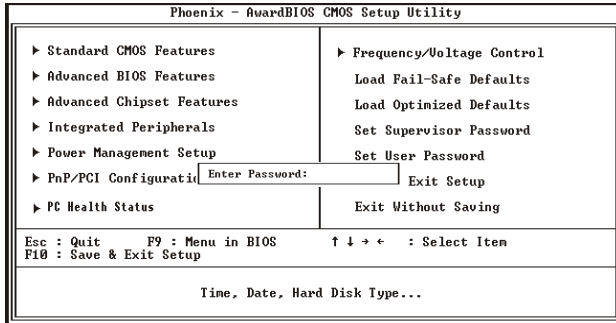 Phoenix - AwardBIOS CMOS Setup Utility
▶ Standard CMOS Features
▶ Advanced BIOS Features
▶ Advanced Chipset Features
▶ Integrated Peripherals
▶ Power Management Setup
▶ PnP/PCI Configuratio
▶ PC Health Status
▶ Frequency/Voltage Control
Load Fail-Safe Defaults
Load Optimized Defaults
Set Supervisor Password
Set User Password
Exit Setup
Exit Without Saving
Enter Password:
Esc : Quit F9 : Menu in BIOS ↑ ↓ → ← : Select Item
F10 : Save & Exit Setup
Time, Date, Hard Disk Type...